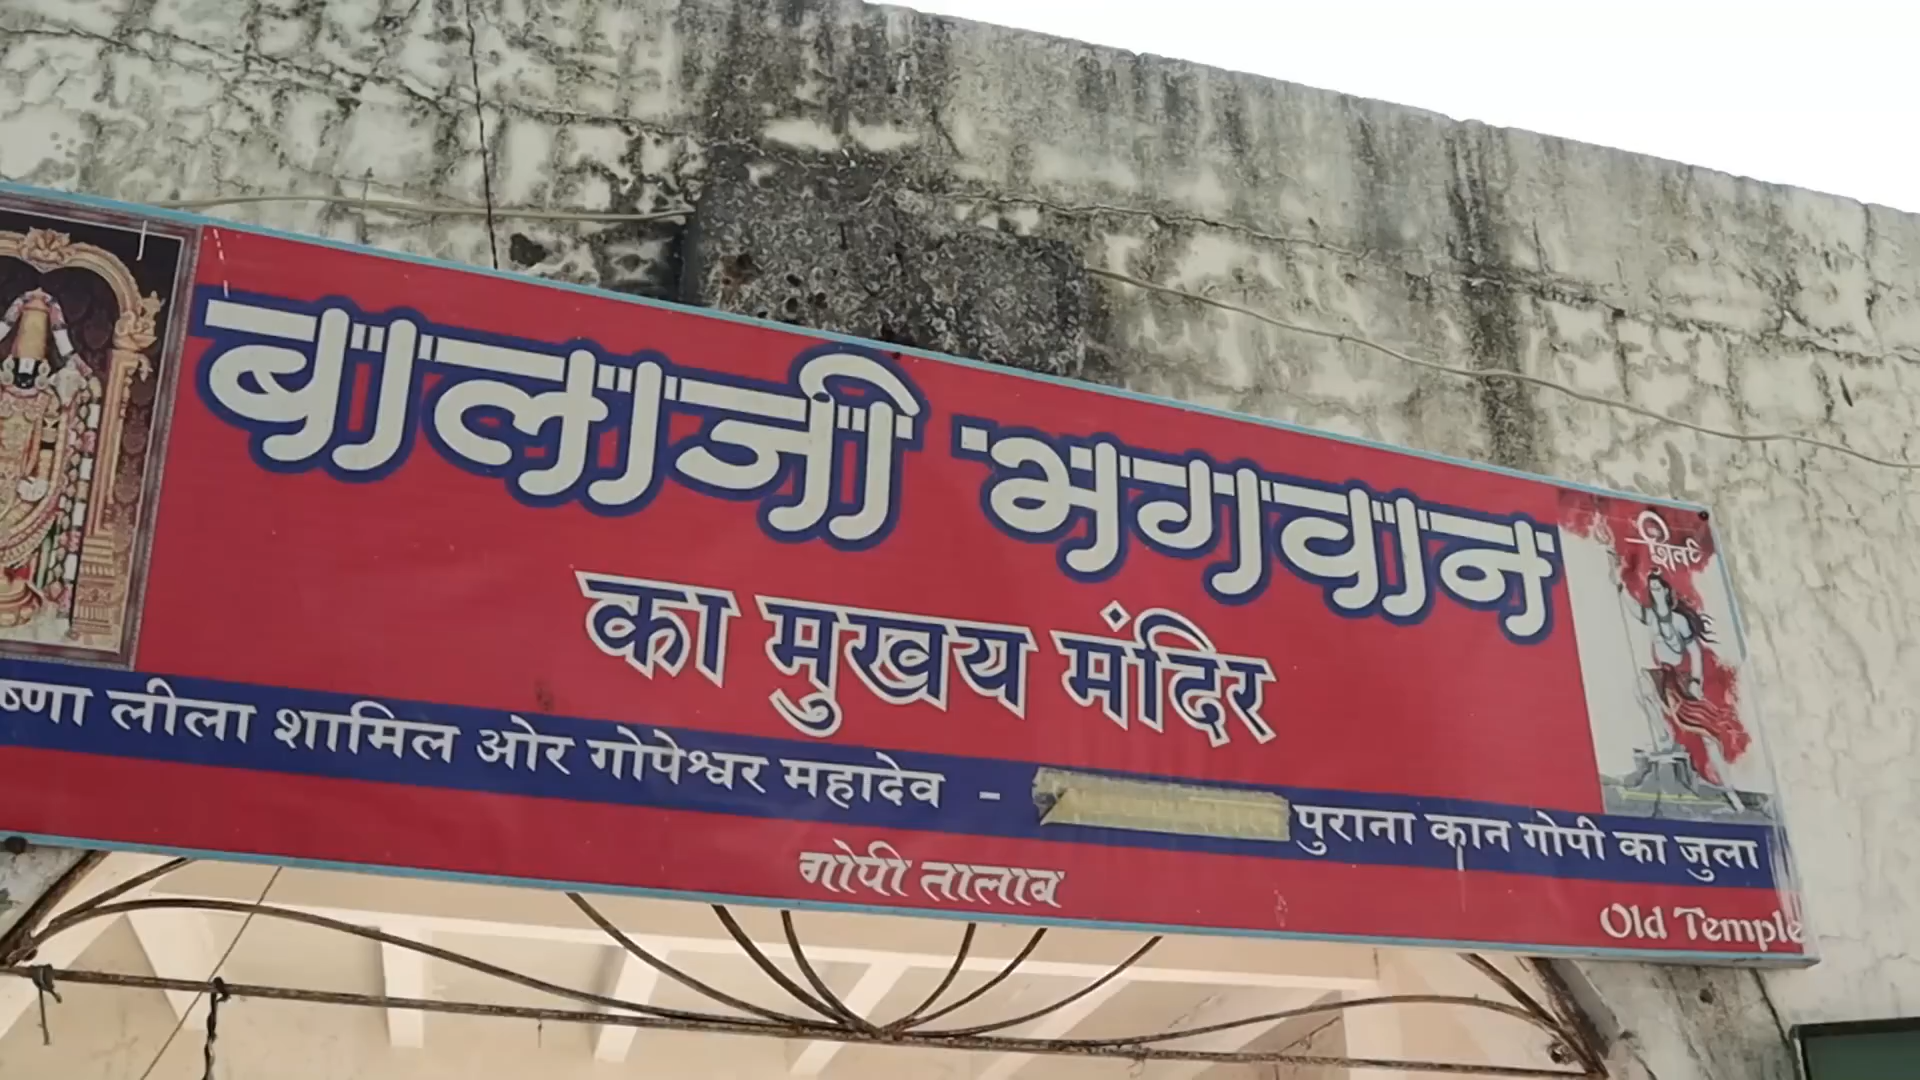 बालाजी भगवान
का मुखय मंदिर
ष्णा लीला शामिल ओर गोपेश्वर महादेव - पुराना कान गोपी का जुला
गोपी तालाब
Old Temple